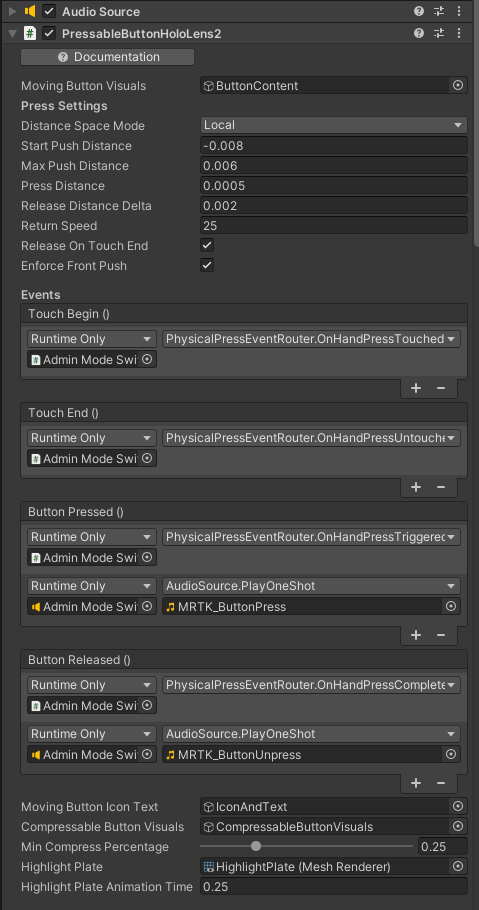 Audio Source
PressableButtonHoloLens2
Documentation
Moving Button Visuals ButtonContent
Press Settings
Distance Space Mode Local
Start Push Distance -0.008
Max Push Distance 0.006
Press Distance 0.0005
Release Distance Delta 0.002
Return Speed 25
Release On Touch End
Enforce Front Push
Events
Touch Begin ()
Runtime Only PhysicalPressEventRouter.OnHandPressTouched
Admin Mode Swi
+ -
Touch End ()
Runtime Only PhysicalPressEventRouter.OnHandPressUntouche
Admin Mode Swi
+ -
Button Pressed ()
Runtime Only PhysicalPressEventRouter.OnHandPressTriggered
Admin Mode Swi
Runtime Only AudioSource.PlayOneShot
Admin Mode Swi MRTK_ButtonPress
+ -
Button Released ()
Runtime Only PhysicalPressEventRouter.OnHandPressComplete
Admin Mode Swi
Runtime Only AudioSource.PlayOneShot
Admin Mode Swi MRTK_ButtonUnpress
+ -
Moving Button Icon Text IconAndText
Compressable Button Visuals CompressableButtonVisuals
Min Compress Percentage 0.25
Highlight Plate HighlightPlate (Mesh Renderer)
Highlight Plate Animation Time 0.25